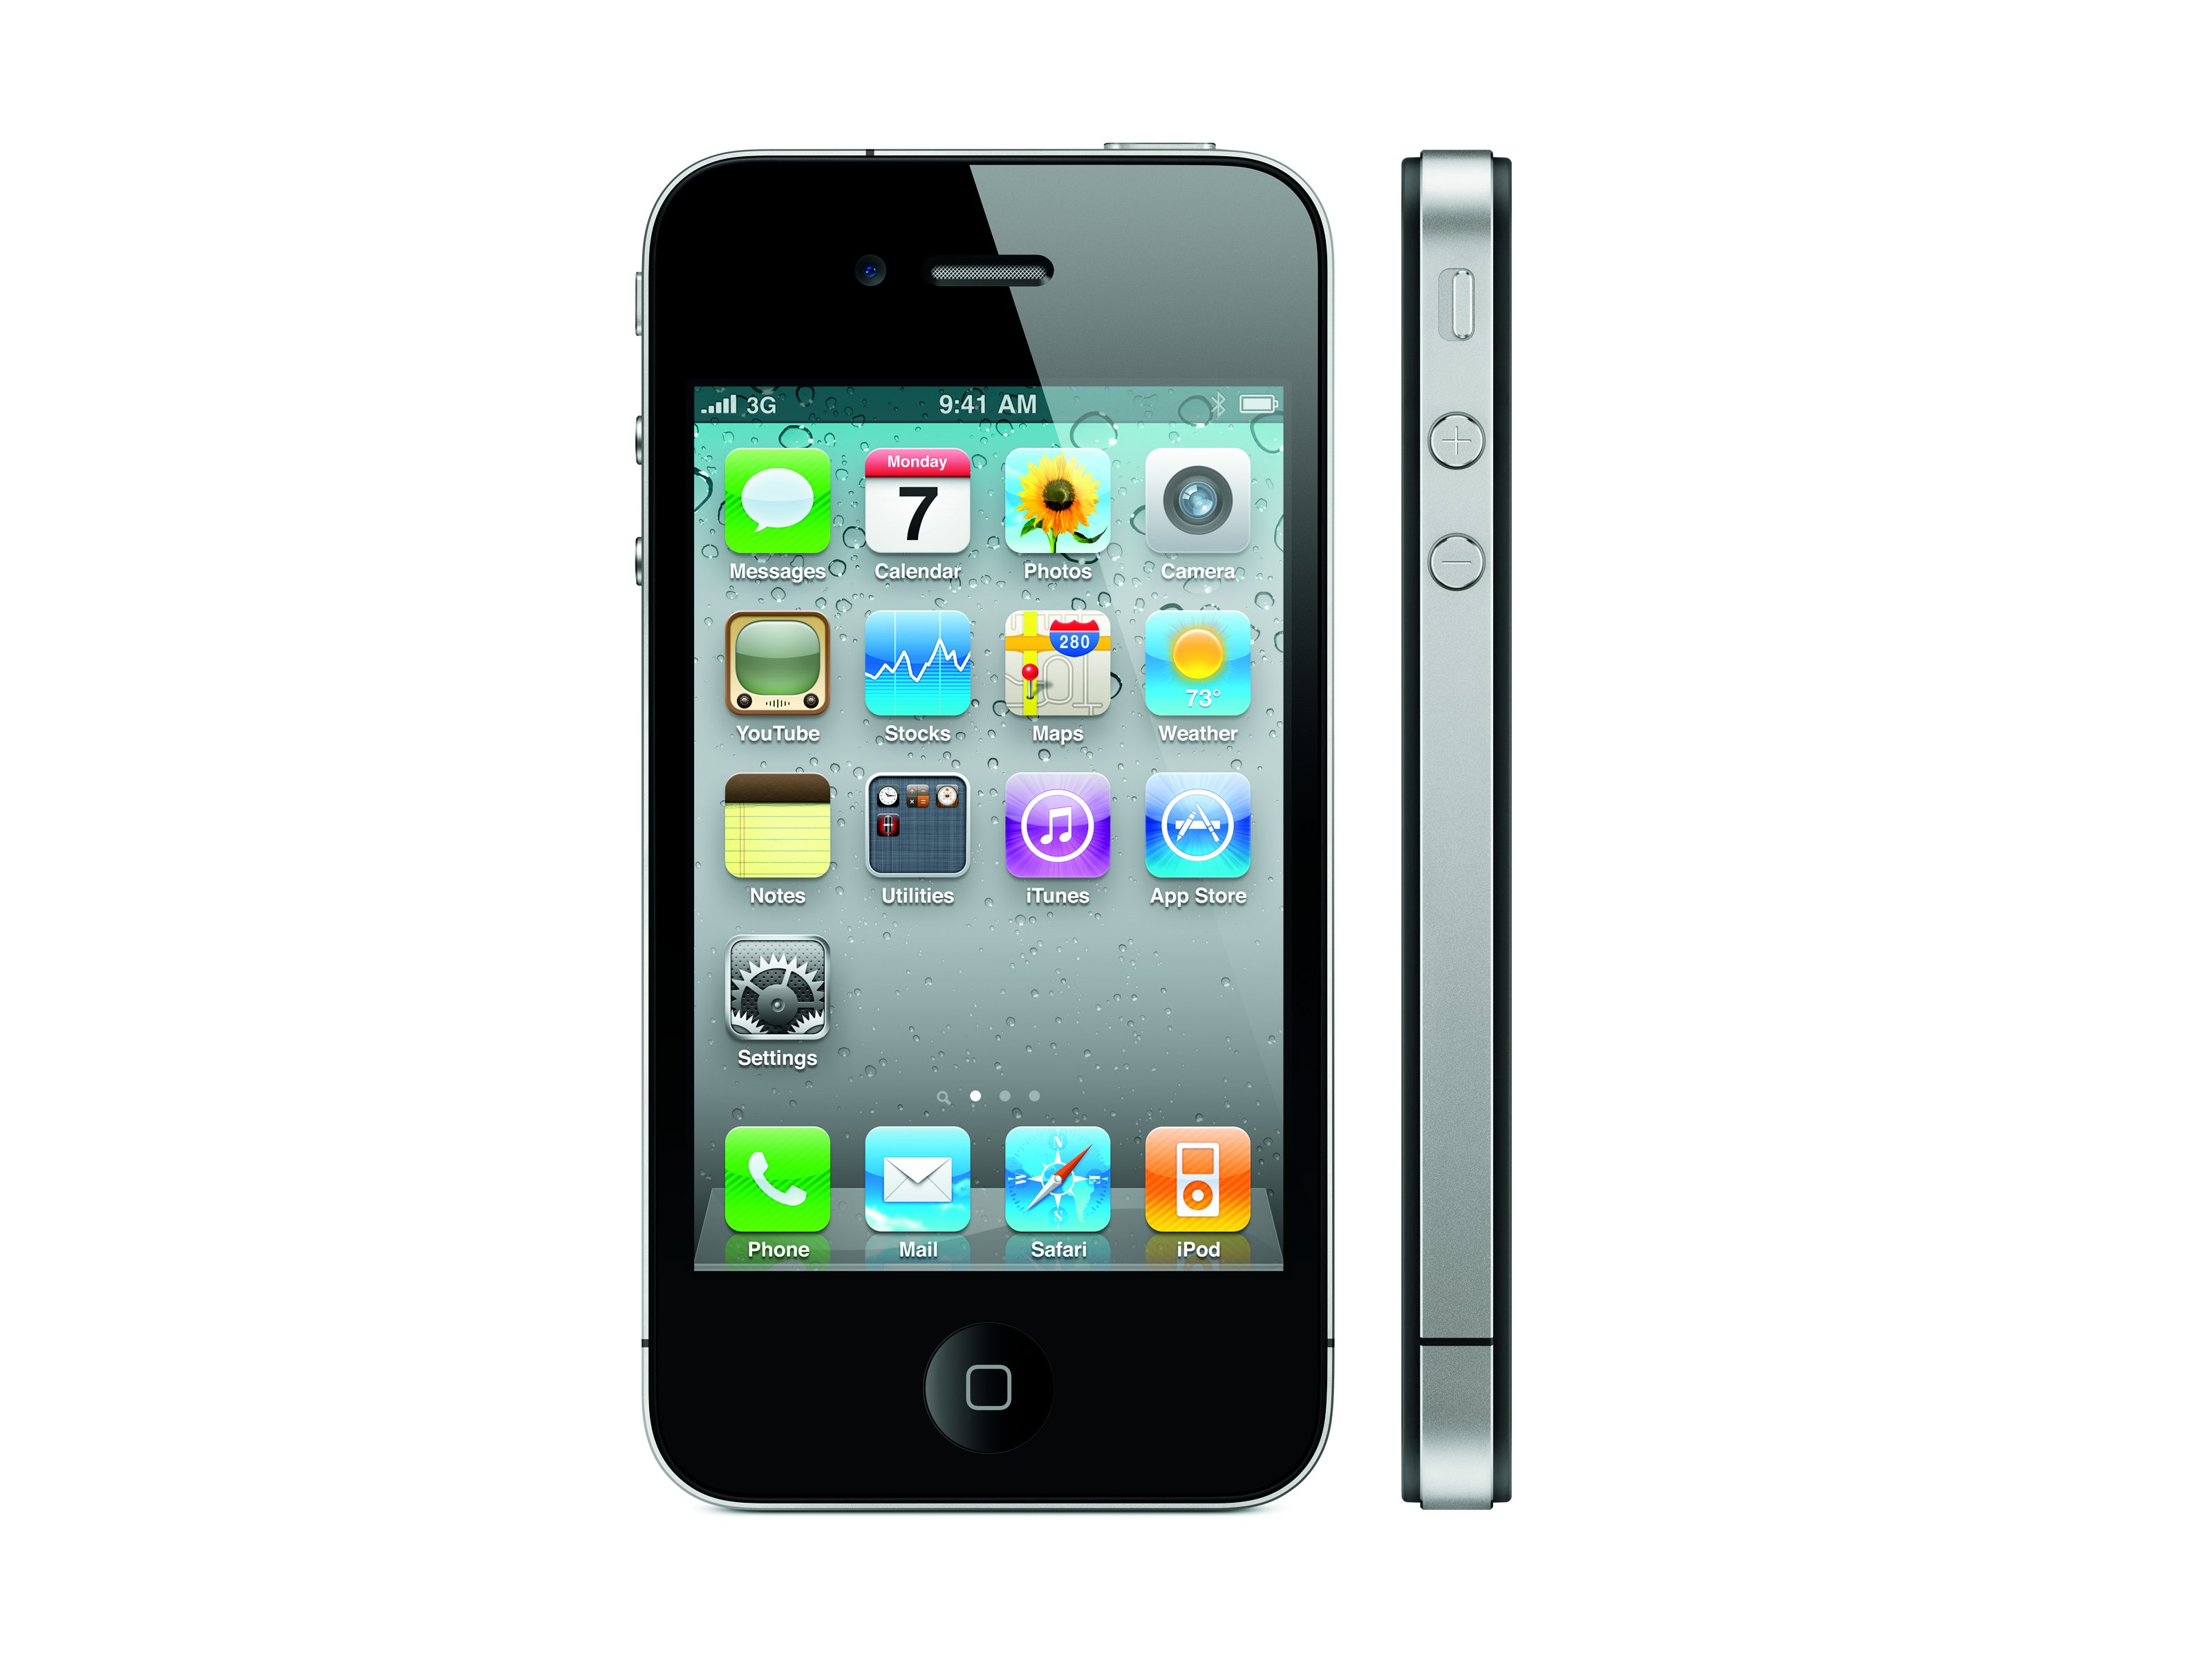 3G 9:41 AM
Monday
7
Messages Calendar Photos Camera
280
73°
YouTube Stocks Maps Weather
Notes Utilities iTunes App Store
Settings
Phone Mail Safari iPod